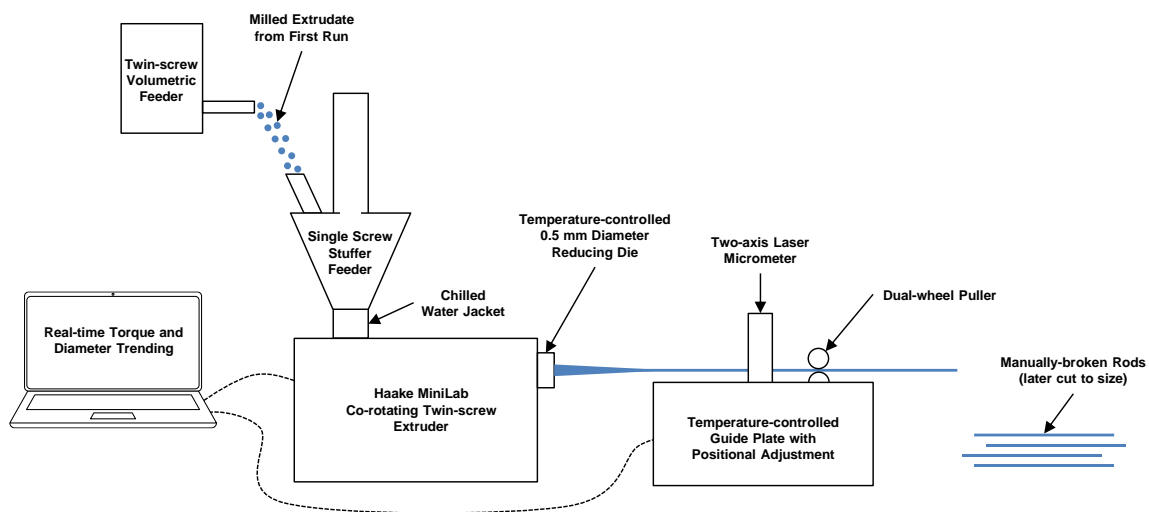 Milled Extrudate
from First Run
Twin-screw
Volumetric
Feeder
Single Screw
Stuffer
Feeder
Temperature-controlled
0.5 mm Diameter
Reducing Die
Two-axis Laser
Micrometer
Chilled
Water Jacket
Dual-wheel Puller
Real-time Torque and
Diameter Trending
Haake MiniLab
Co-rotating Twin-screw
Extruder
Temperature-controlled
Guide Plate with
Positional Adjustment
Manually-broken Rods
(later cut to size)